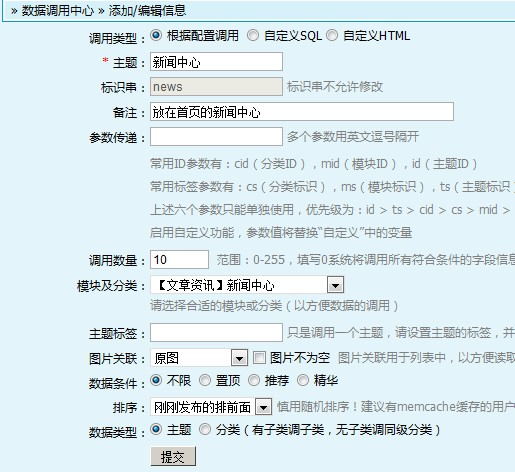 » 数据调用中心 » 添加/编辑信息
调用类型： 根据配置调用 自定义SQL 自定义HTML
* 主题： 新闻中心
标识串： news 标识串不允许修改
备注： 放在首页的新闻中心
参数传递： 多个参数用英文逗号隔开
常用ID参数有：cid（分类ID），mid（模块ID），id（主题ID）
常用标签参数有：cs（分类标识），ms（模块标识），ts（主题标识
上述六个参数只能单独使用，优先级为：id > ts > cid > cs > mid >
启用自定义功能，参数值将替换“自定义”中的变量
调用数量： 10 范围：0-255，填写0系统将调用所有符合条件的字段信息
模块及分类： 【文章资讯】新闻中心
请选择合适的模块或分类（以方便数据的调用）
主题标签： 只是调用一个主题，请设置主题的标签，并
图片关联： 原图 图片不为空 图片关联用于列表中，以方便读取
数据条件： 不限 置顶 推荐 精华
排序： 刚刚发布的排前面 慎用随机排序！建议有memcache缓存的用户
数据类型： 主题 分类（有子类调子类，无子类调同级分类）
提交